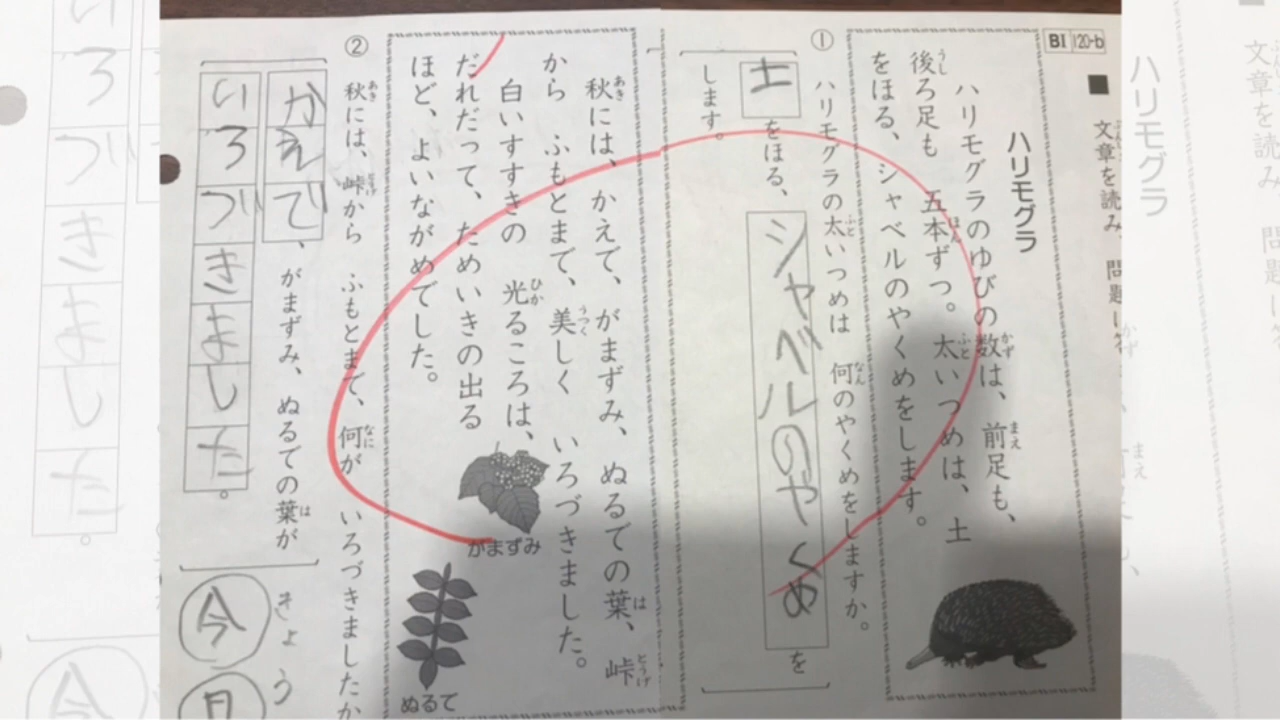 BI 120-b
■
文章を読み、問題に答
ハリモグラ
ハリモグラのゆびの数は、前足も、
後ろ足も 五本ずつ。太いつめは、土
をほる、シャベルのやくめをします。
① ハリモグラの太いつめは 何のやくめをしますか。
土をほる、シャベルのやくめを
します。
秋には、かえで、がまずみ、ぬるでの葉、峠
から ふもとまで、美しく いろづきました。
白いすすきの 光るころは、
だれだって、ためいきの出る
ほど、よいながめでした。
がまずみ
ぬるで
② 秋には、峠から ふもとまで、何が いろづきましたか
かえで、がまずみ、ぬるでの葉が
いろづきました。
きょう
今日